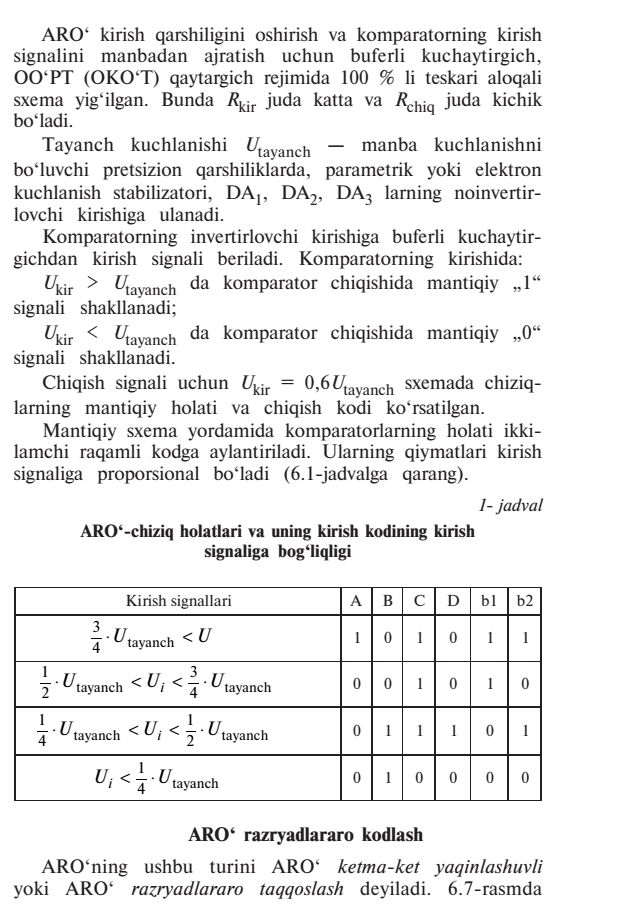 ARO‘ kirish qarshiligini oshirish va komparatorning kirish
signalini manbadan ajratish uchun buferli kuchaytirgich,
OO‘PT (OKO‘T) qaytargich rejimida 100 % li teskari aloqali
sxema yig‘ilgan. Bunda Rkir juda katta va Rchiq juda kichik
bo‘ladi.
Tayanch kuchlanishi Utayanch — manba kuchlanishni
bo‘luvchi pretsizion qarshiliklarda, parametrik yoki elektron
kuchlanish stabilizatori, DA1, DA2, DA3 larning noinvertir-
lovchi kirishiga ulanadi.
Komparatorning invertirlovchi kirishiga buferli kuchaytir-
gichdan kirish signali beriladi. Komparatorning kirishida:
Ukir > Utayanch da komparator chiqishida mantiqiy „1“
signali shakllanadi;
Ukir < Utayanch da komparator chiqishida mantiqiy „0“
signali shakllanadi.
Chiqish signali uchun Ukir = 0,6Utayanch sxemada chiziq-
larning mantiqiy holati va chiqish kodi ko‘rsatilgan.
Mantiqiy sxema yordamida komparatorlarning holati ikki-
lamchi raqamli kodga aylantiriladi. Ularning qiymatlari kirish
signaliga proporsional bo‘ladi (6.1-jadvalga qarang).
1- jadval
ARO‘-chiziq holatlari va uning kirish kodining kirish
signaliga bog‘liqligi
Kirish signallari A B C D b1 b2
3/4 · Utayanch < U 1 0 1 0 1 1
1/2 · Utayanch < Ui < 3/4 · Utayanch 0 0 1 0 1 0
1/4 · Utayanch < Ui < 1/2 · Utayanch 0 1 1 1 0 1
Ui < 1/4 · Utayanch 0 1 0 0 0 0
ARO‘ razryadlararo kodlash
ARO‘ning ushbu turini ARO‘ ketma-ket yaqinlashuvli
yoki ARO‘ razryadlararo taqqoslash deyiladi. 6.7-rasmda